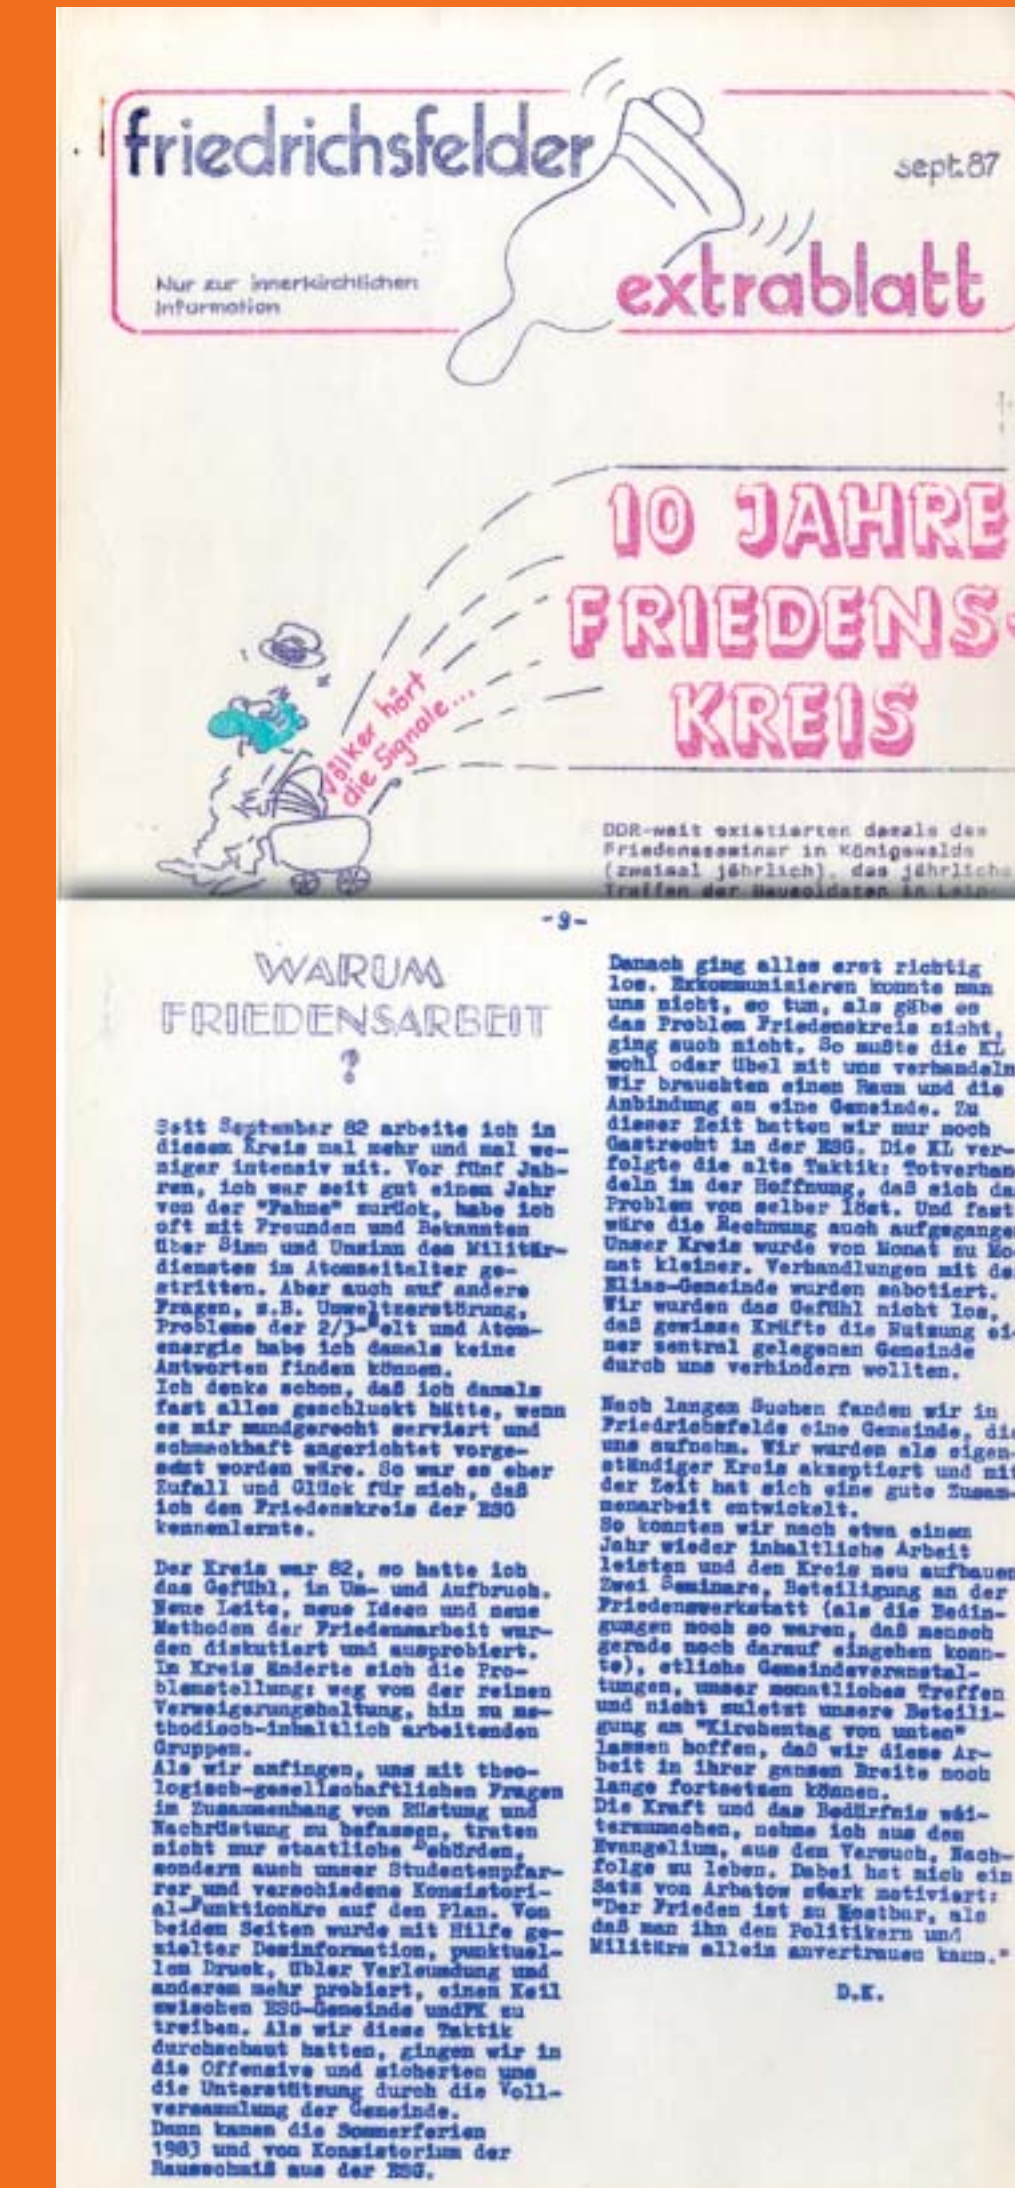 friedrichsfelder
sept.87
Nur zur innerkirchlichen
Information
extrablatt
10 JAHRE
FRIEDENS-
KREIS
Völker hört
die Signale...
DDR-weit existierten damals das
Friedensseminar in Königswalde
(zweimal jährlich), das jährliche
Treffen der Bausoldaten in Leip-
-9-
WARUM
FRIEDENSARBEIT
?
Seit September 82 arbeite ich in
diesem Kreis mal mehr und mal we-
niger intensiv mit. Vor fünf Jah-
ren, ich war seit gut einem Jahr
von der "Fahne" zurück, habe ich
oft mit Freunden und Bekannten
über Sinn und Unsinn des Militär-
dienstes im Atomzeitalter ge-
stritten. Aber auch auf andere
Fragen, z.B. Umweltzerstörung,
Probleme der 2/3-Welt und Atom-
energie habe ich damals keine
Antworten finden können.
Ich denke schon, daß ich damals
fast alles geschluckt hätte, wenn
es mir mundgerecht serviert und
schmackhaft angerichtet vorge-
setzt worden wäre. So war es eher
Zufall und Glück für mich, daß
ich den Friedenskreis der ESG
kennenlernte.
Der Kreis war 82, so hatte ich
das Gefühl, im Um- und Aufbruch.
Neue Leite, neue Ideen und neue
Methoden der Friedensarbeit wur-
den diskutiert und ausprobiert.
Im Kreis änderte sich die Pro-
blemstellung: weg von der reinen
Verweigerungshaltung, hin zu me-
thodisch-inhaltlich arbeitenden
Gruppen.
Als wir anfingen, uns mit theo-
logisch-gesellschaftlichen Fragen
im Zusammenhang von Rüstung und
Nachrüstung zu befassen, traten
nicht nur staatliche Behörden,
sondern auch unser Studentenpfar-
rer und verschiedene Konsistori-
al-Funktionäre auf den Plan. Von
beiden Seiten wurde mit Hilfe ge-
zielter Desinformation, punktuel-
lem Druck, übler Verleumdung und
anderem mehr probiert, einen Keil
zwischen ESG-Gemeinde undFK zu
treiben. Als wir diese Taktik
durchschaut hatten, gingen wir in
die Offensive und sicherten uns
die Unterstützung durch die Voll-
versammlung der Gemeinde.
Dann kamen die Sommerferien
1983 und vom Konsistorium der
Rausschmiß aus der ESG.
Danach ging alles erst richtig
los. Exkommunizieren konnte man
uns nicht, so tun, als gäbe es
das Problem Friedenskreis nicht,
ging auch nicht. So mußte die KL
wohl oder übel mit uns verhandeln
Wir brauchten einen Raum und die
Anbindung an eine Gemeinde. Zu
dieser Zeit hatten wir nur noch
Gastrecht in der ESG. Die KL ver-
folgte die alte Taktik: Totverhan
deln in der Hoffnung, daß sich da
Problem von selber löst. Und fast
wäre die Rechnung auch aufgegangen
Unser Kreis wurde von Monat zu Mo-
nat kleiner. Verhandlungen mit de
Elias-Gemeinde wurden sabotiert.
Wir wurden das Gefühl nicht los,
daß gewisse Kräfte die Nutzung ei-
ner zentral gelegenen Gemeinde
durch uns verhindern wollten.
Nach langem Suchen fanden wir in
Friedrichsfelde eine Gemeinde, die
uns aufnahm. Wir wurden als eigen-
ständiger Kreis akzeptiert und mit
der Zeit hat sich eine gute Zusam-
menarbeit entwickelt.
So konnten wir nach etwa einem
Jahr wieder inhaltliche Arbeit
leisten und den Kreis neu aufbauen
Zwei Seminare, Beteiligung an der
Friedenswerkstatt (als die Bedin-
gungen noch so waren, daß mensch
gerade noch darauf eingehen konn-
te), etliche Gemeindeveranstal-
tungen, unser monatliches Treffen
und nicht zuletzt unsere Beteili-
gung am "Kirchentag von unten"
lassen hoffen, daß wir diese Ar-
beit in ihrer ganzen Breite noch
lange fortsetzen können.
Die Kraft und das Bedürfnis wei-
terzumachen, nehme ich aus dem
Evangelium, aus dem Versuch, Nach-
folge zu leben. Dabei hat mich ein
Satz von Arbatow stark motiviert:
"Der Frieden ist zu kostbar, als
daß man ihn den Politikern und
Militärs allein anvertrauen kann."
D.K.